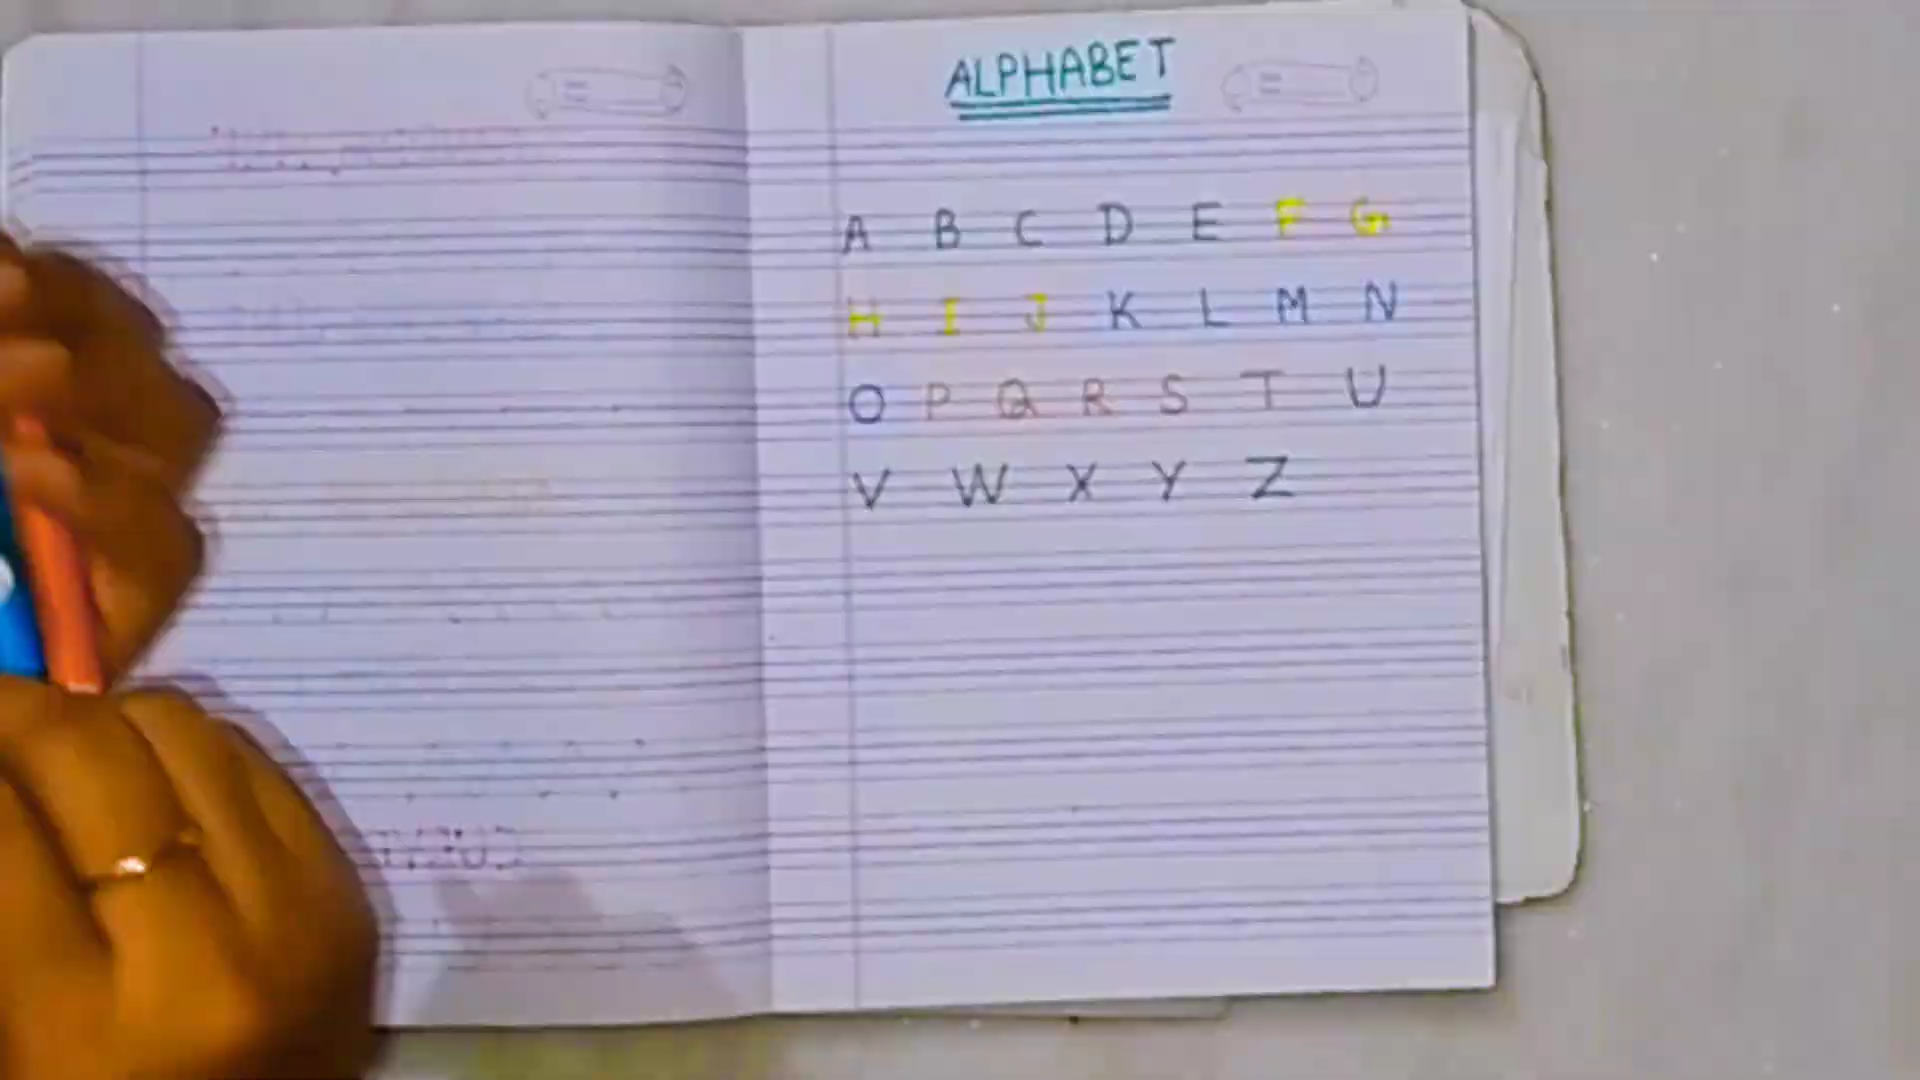 ALPHABET
A B C D E F G
H I J K L M N
O P Q R S T U
V W X Y Z